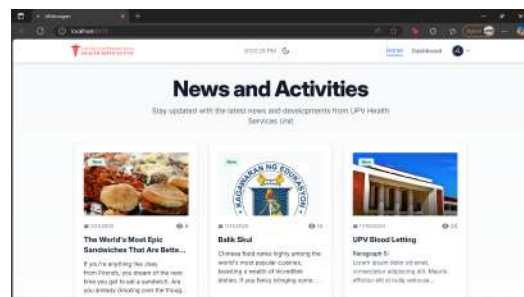 localhost
Home Dashboard
News and Activities
Stay updated with the latest news and developments from UPV Health
Services Unit
New
KAGAWARAN NG EDUKASYON
New
The World's Most Epic
Sandwiches That Are Bette...
If you're anything like Joey
from Friends, you dream of the next
time you get to eat a sandwich. Are
you already drooling over the thoug...
Balik Skul
Chinese food ranks highly among the
world's most popular cuisines,
boasting a wealth of incredible
dishes. If you fancy bringing some...
UPV Blood Letting
Paragraph 5:
Lorem ipsum dolor sit amet,
consectetur adipiscing elit. Mauris